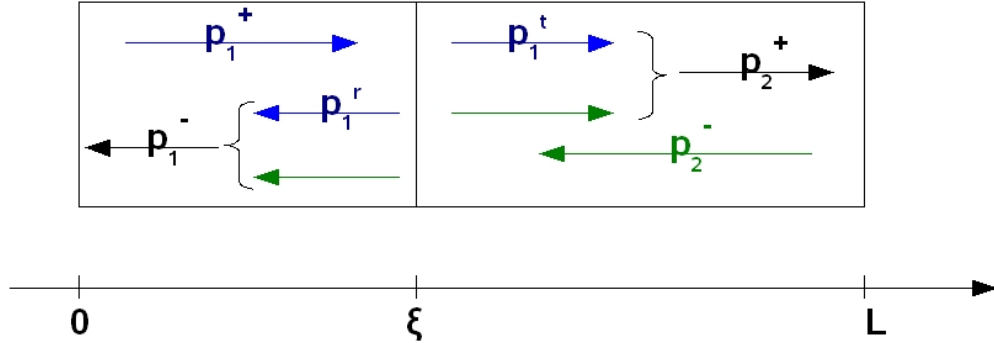 p₁⁺ p₁ᵗ
p₂⁺
p₁ʳ
p₁⁻ p₂⁻
0 ξ L